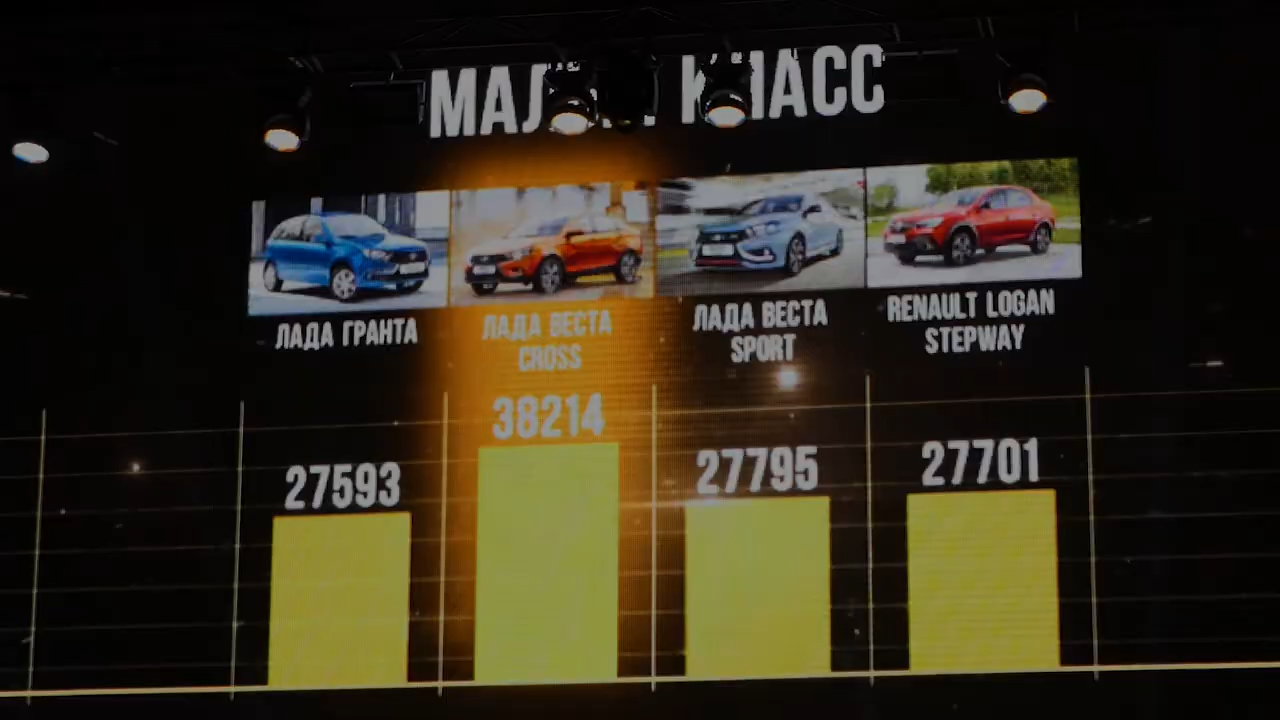 КЛАСС
ЛАДА ГРАНТА
ЛАДА ВЕСТА
CROSS
ЛАДА ВЕСТА
SPORT
RENAULT LOGAN
STEPWAY
27593
38214
27795
27701